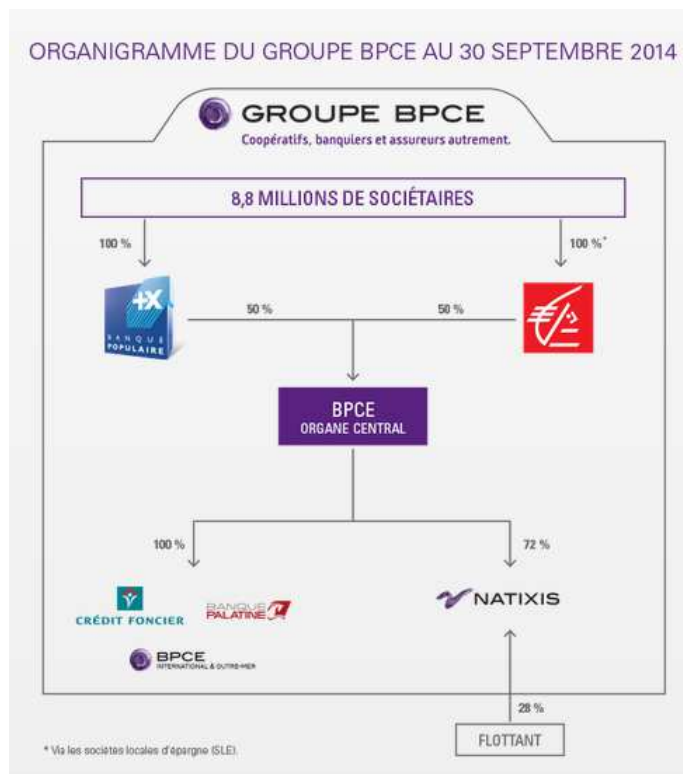 ORGANIGRAMME DU GROUPE BPCE AU 30 SEPTEMBRE 2014
GROUPE BPCE
Coopératifs, banquiers et assureurs autrement.
8,8 MILLIONS DE SOCIÉTAIRES
100 %
100 %*
BANQUE
POPULAIRE
50 %
50 %
BPCE
ORGANE CENTRAL
100 %
72 %
CRÉDIT FONCIER
BANQUE
PALATINE
NATIXIS
BPCE
INTERNATIONAL & OUTRE-MER
28 %
FLOTTANT
* Via les sociétés locales d'épargne (SLE).